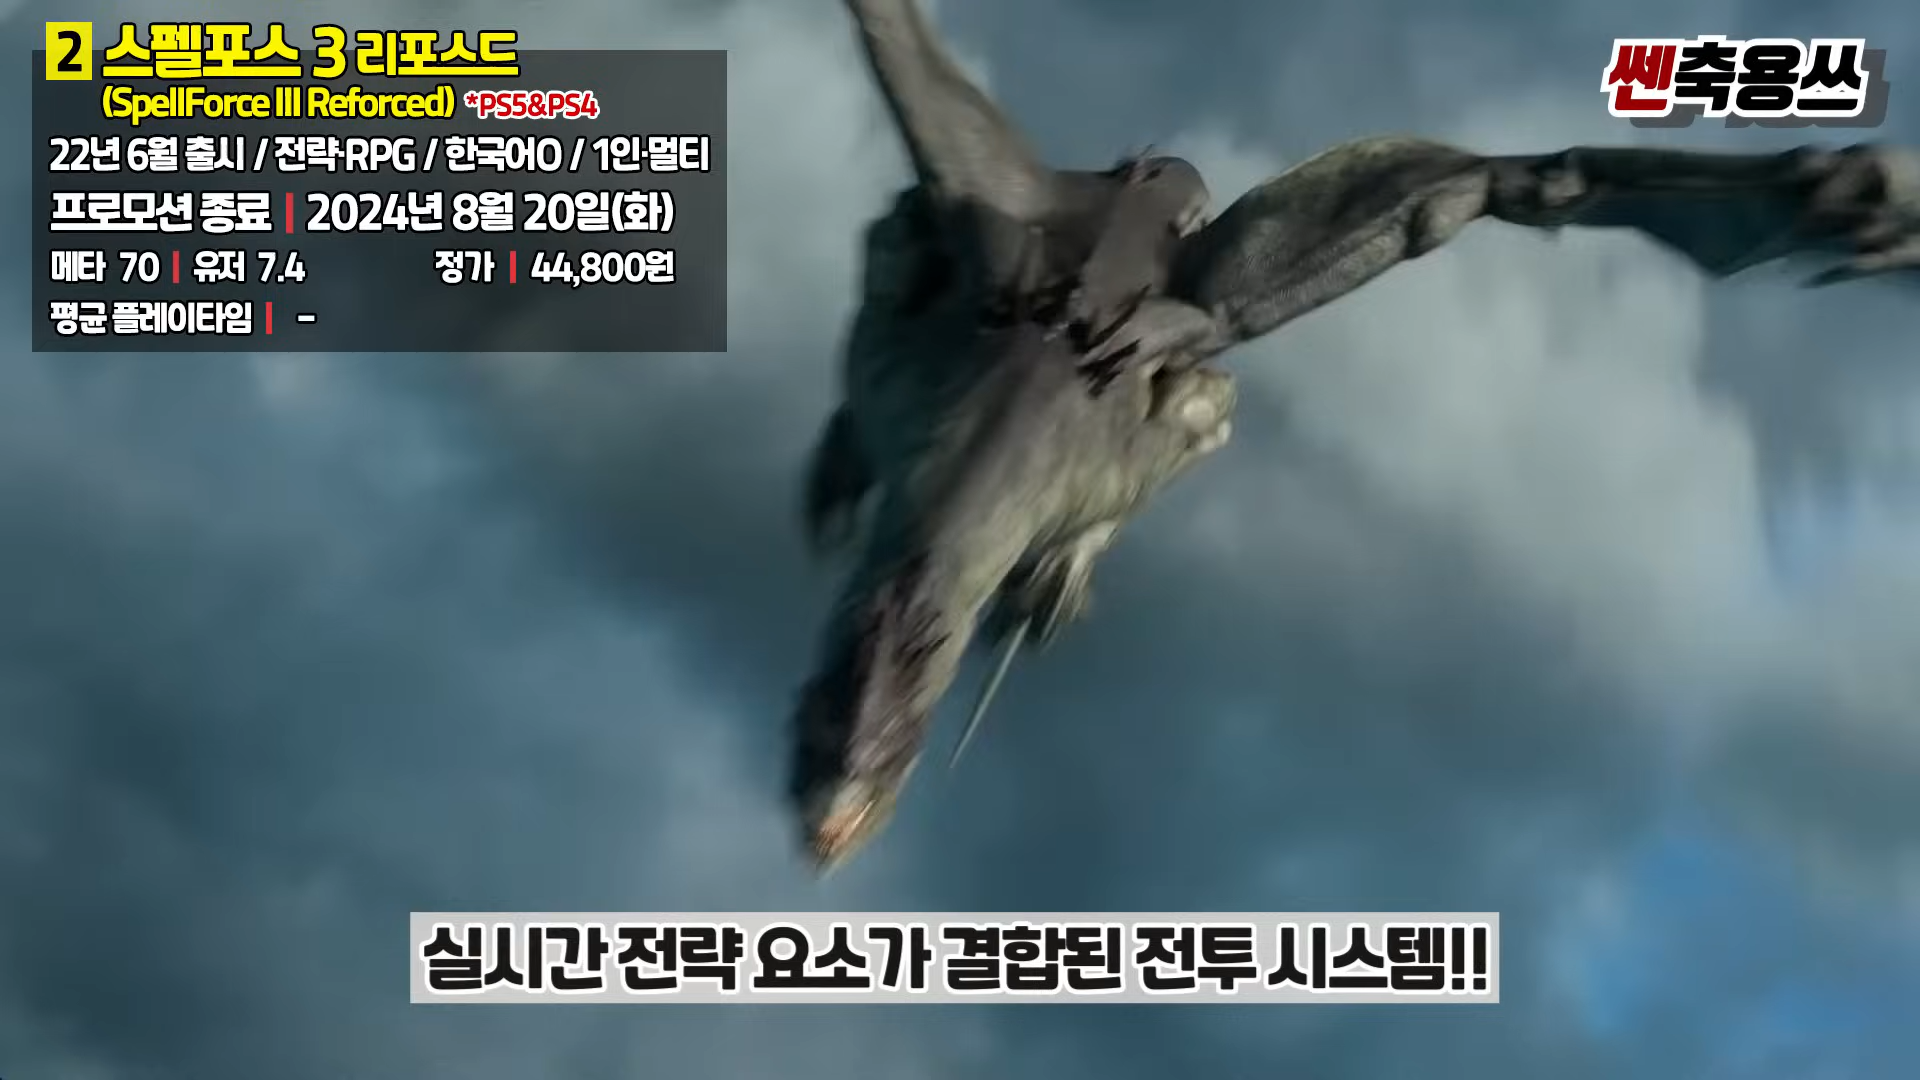 2 스펠포스 3 리포스드
(SpellForce III Reforced) *PS5&PS4
22년 6월 출시 / 전략·RPG / 한국어O / 1인·멀티
프로모션 종료 | 2024년 8월 20일(화)
메타 70 | 유저 7.4 정가 | 44,800원
평균 플레이타임 | -
쎈축용쓰
실시간 전략 요소가 결합된 전투 시스템!!